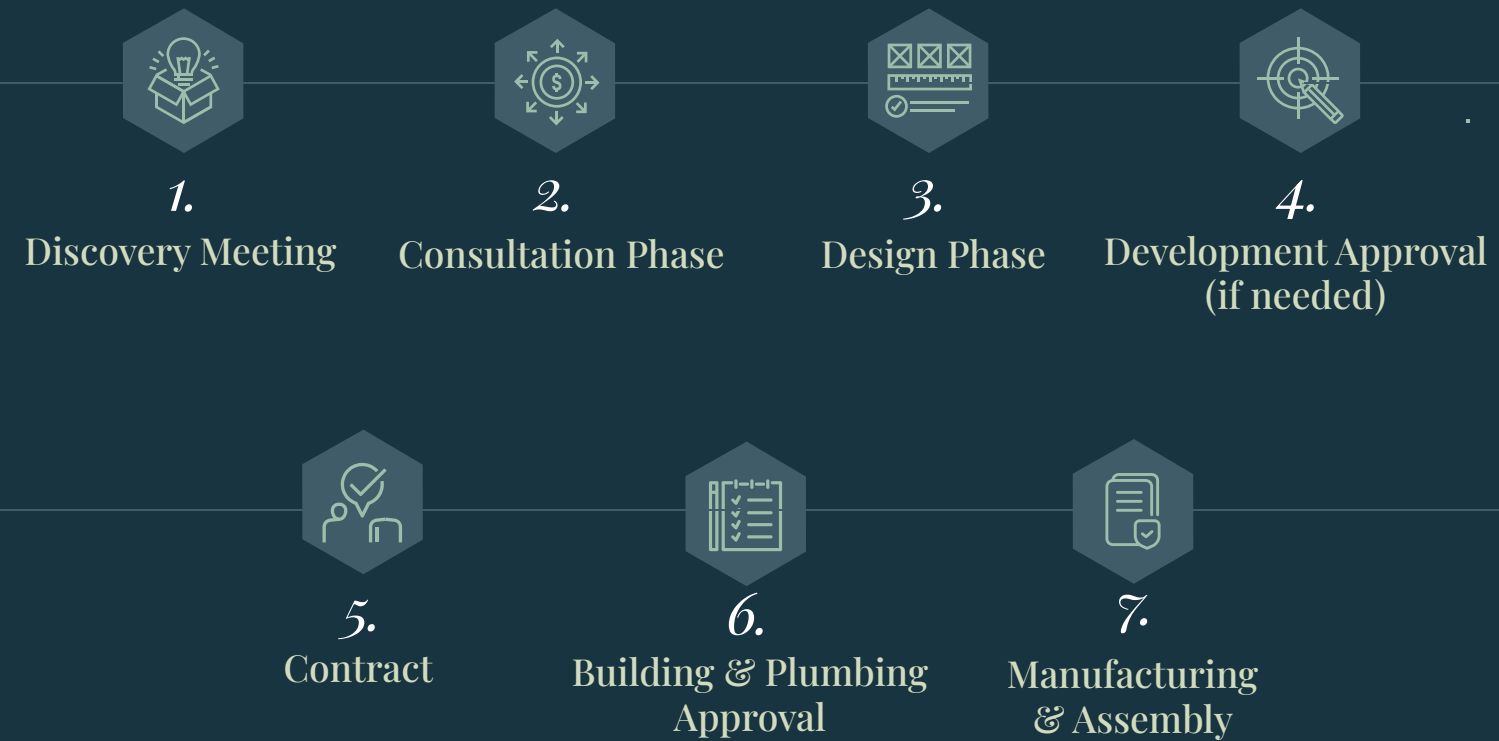 1.
Discovery Meeting
2.
Consultation Phase
3.
Design Phase
4.
Development Approval
(if needed)
5.
Contract
6.
Building & Plumbing
Approval
7.
Manufacturing
& Assembly